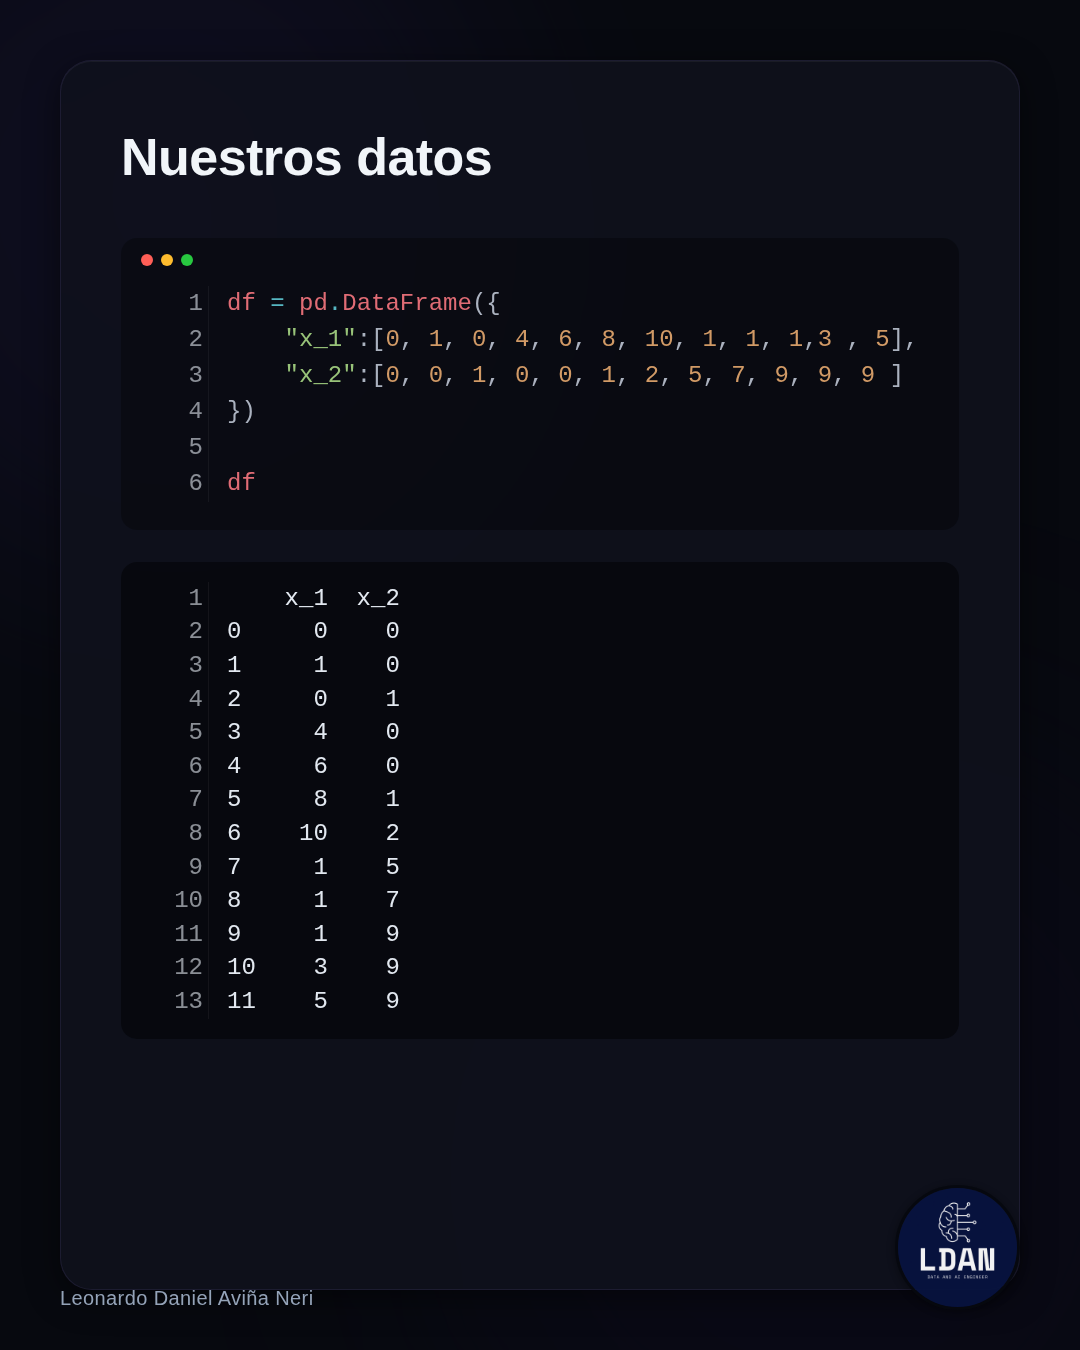 Nuestros datos
1 df = pd.DataFrame({
2     "x_1":[0, 1, 0, 4, 6, 8, 10, 1, 1, 1,3 , 5],
3     "x_2":[0, 0, 1, 0, 0, 1, 2, 5, 7, 9, 9, 9 ]
4 })
5
6 df
1     x_1  x_2
2 0      0    0
3 1      1    0
4 2      0    1
5 3      4    0
6 4      6    0
7 5      8    1
8 6     10    2
9 7      1    5
10 8      1    7
11 9      1    9
12 10     3    9
13 11     5    9
LDAN
DATA AND AI ENGINEER
Leonardo Daniel Aviña Neri